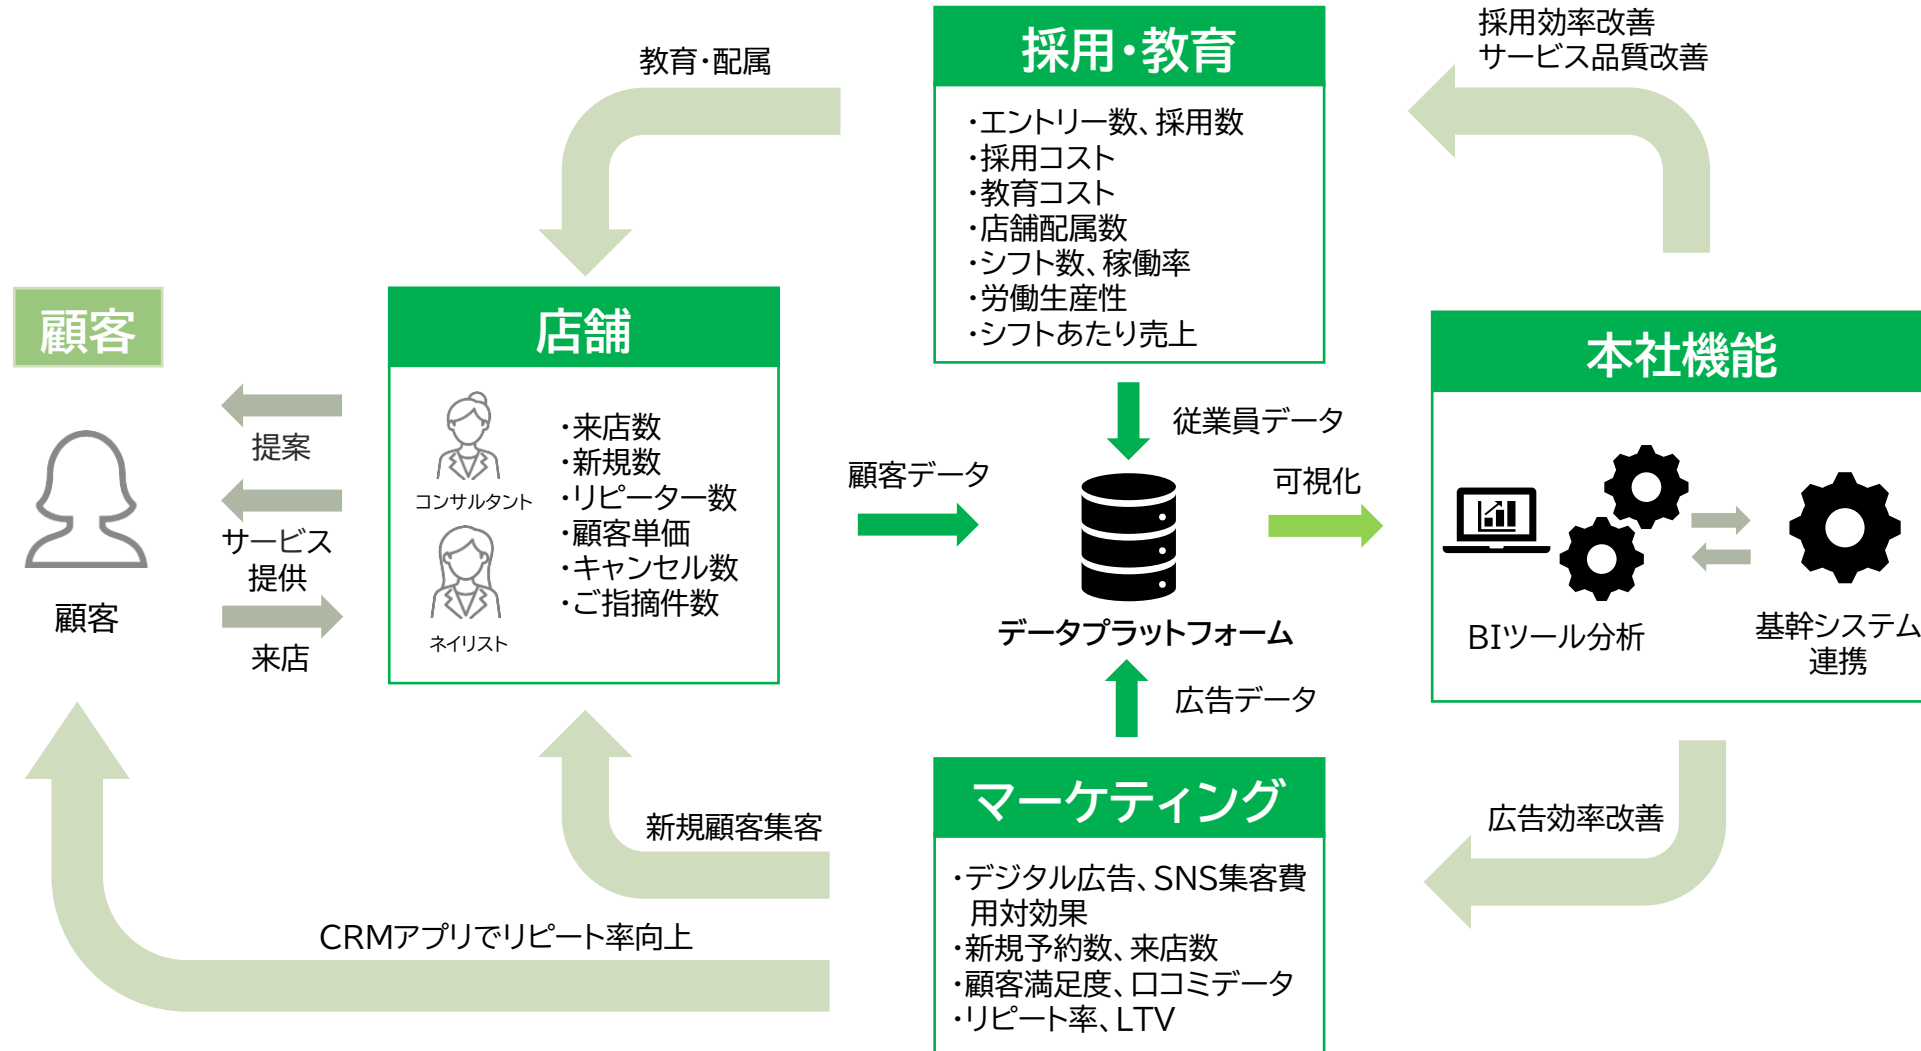 採用効率改善
サービス品質改善
教育・配属
採用・教育
・エントリー数、採用数
・採用コスト
・教育コスト
・店舗配属数
・シフト数、稼働率
・労働生産性
・シフトあたり売上
顧客
提案
サービス
提供
来店
顧客
店舗
コンサルタント
ネイリスト
・来店数
・新規数
・リピーター数
・顧客単価
・キャンセル数
・ご指摘件数
顧客データ
従業員データ
可視化
データプラットフォーム
広告データ
本社機能
BIツール分析
基幹システム
連携
新規顧客集客
CRMアプリでリピート率向上
マーケティング
・デジタル広告、SNS集客費
用対効果
・新規予約数、来店数
・顧客満足度、口コミデータ
・リピート率、LTV
広告効率改善